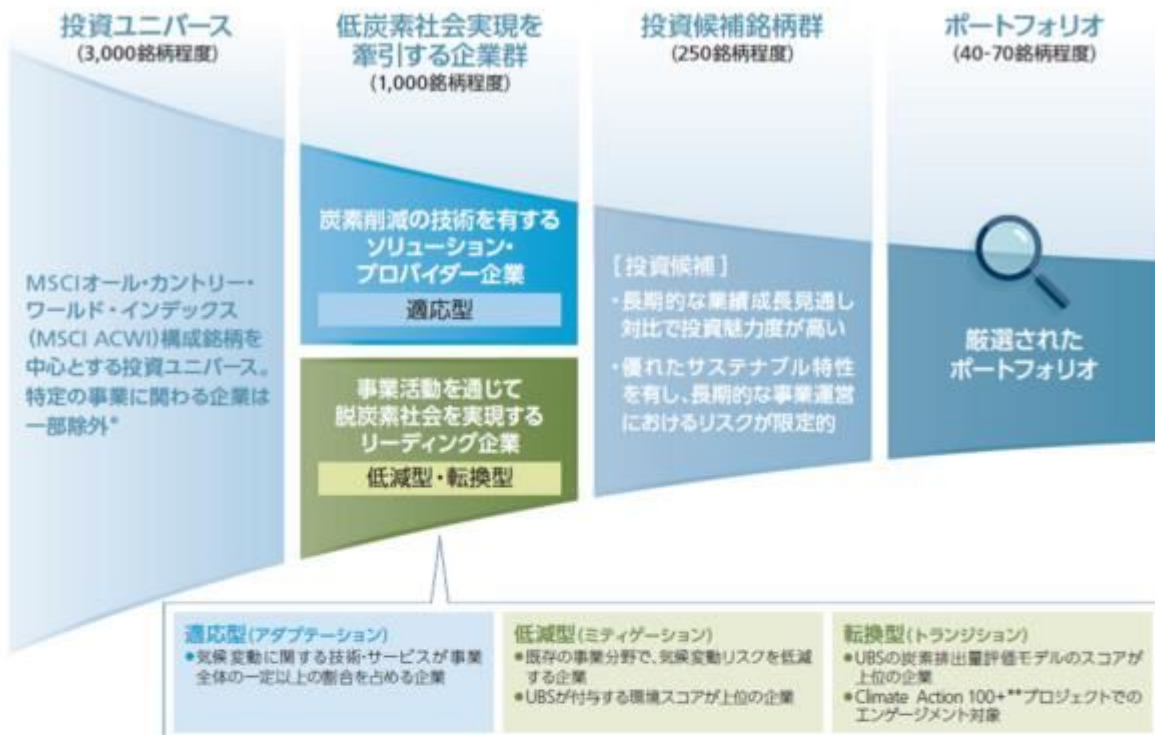 投資ユニバース
(3,000銘柄程度)
低炭素社会実現を
牽引する企業群
(1,000銘柄程度)
投資候補銘柄群
(250銘柄程度)
ポートフォリオ
(40-70銘柄程度)
MSCIオール・カントリー・
ワールド・インデックス
(MSCI ACWI)構成銘柄を
中心とする投資ユニバース。
特定の事業に関わる企業は
一部除外*
炭素削減の技術を有する
ソリューション・
プロバイダー企業
適応型
事業活動を通じて
脱炭素社会を実現する
リーディング企業
低減型・転換型
[投資候補]
・長期的な業績成長見通し
対比で投資魅力度が高い
・優れたサステナブル特性
を有し、長期的な事業運営
におけるリスクが限定的
厳選された
ポートフォリオ
適応型(アダプテーション)
●気候変動に関する技術・サービスが事業
全体の一定以上の割合を占める企業
低減型(ミティゲーション)
●既存の事業分野で、気候変動リスクを低減
する企業
●UBSが付与する環境スコアが上位の企業
転換型(トランジション)
●UBSの炭素排出量評価モデルのスコアが
上位の企業
●Climate Action 100+**プロジェクトでの
エンゲージメント対象